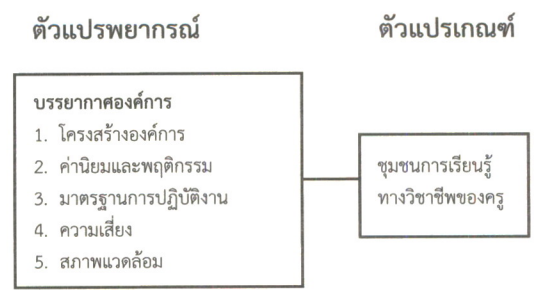 ตัวแปรพยากรณ์
ตัวแปรเกณฑ์
บรรยากาศองค์การ
1. โครงสร้างองค์การ
2. ค่านิยมและพฤติกรรม
3. มาตรฐานการปฏิบัติงาน
4. ความเสี่ยง
5. สภาพแวดล้อม
ชุมชนการเรียนรู้
ทางวิชาชีพของครู